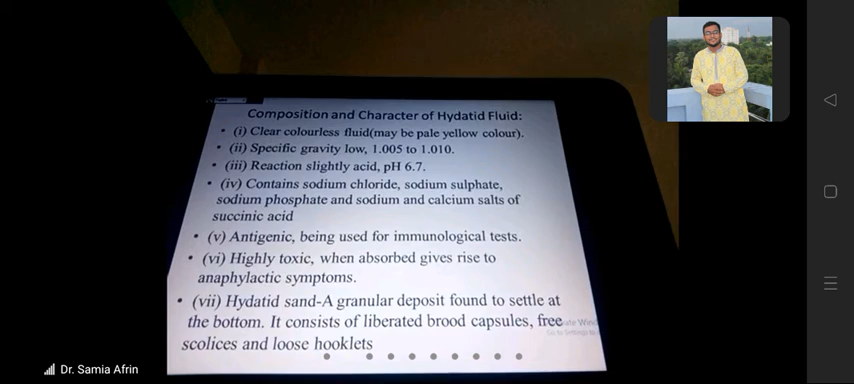 Composition and Character of Hydatid Fluid:
• (i) Clear colourless fluid(may be pale yellow colour).
• (ii) Specific gravity low, 1.005 to 1.010.
• (iii) Reaction slightly acid, pH 6.7.
• (iv) Contains sodium chloride, sodium sulphate,
sodium phosphate and sodium and calcium salts of
succinic acid
• (v) Antigenic, being used for immunological tests.
• (vi) Highly toxic, when absorbed gives rise to
anaphylactic symptoms.
• (vii) Hydatid sand-A granular deposit found to settle at
the bottom. It consists of liberated brood capsules, free
scolices and loose hooklets
Dr. Samia Afrin